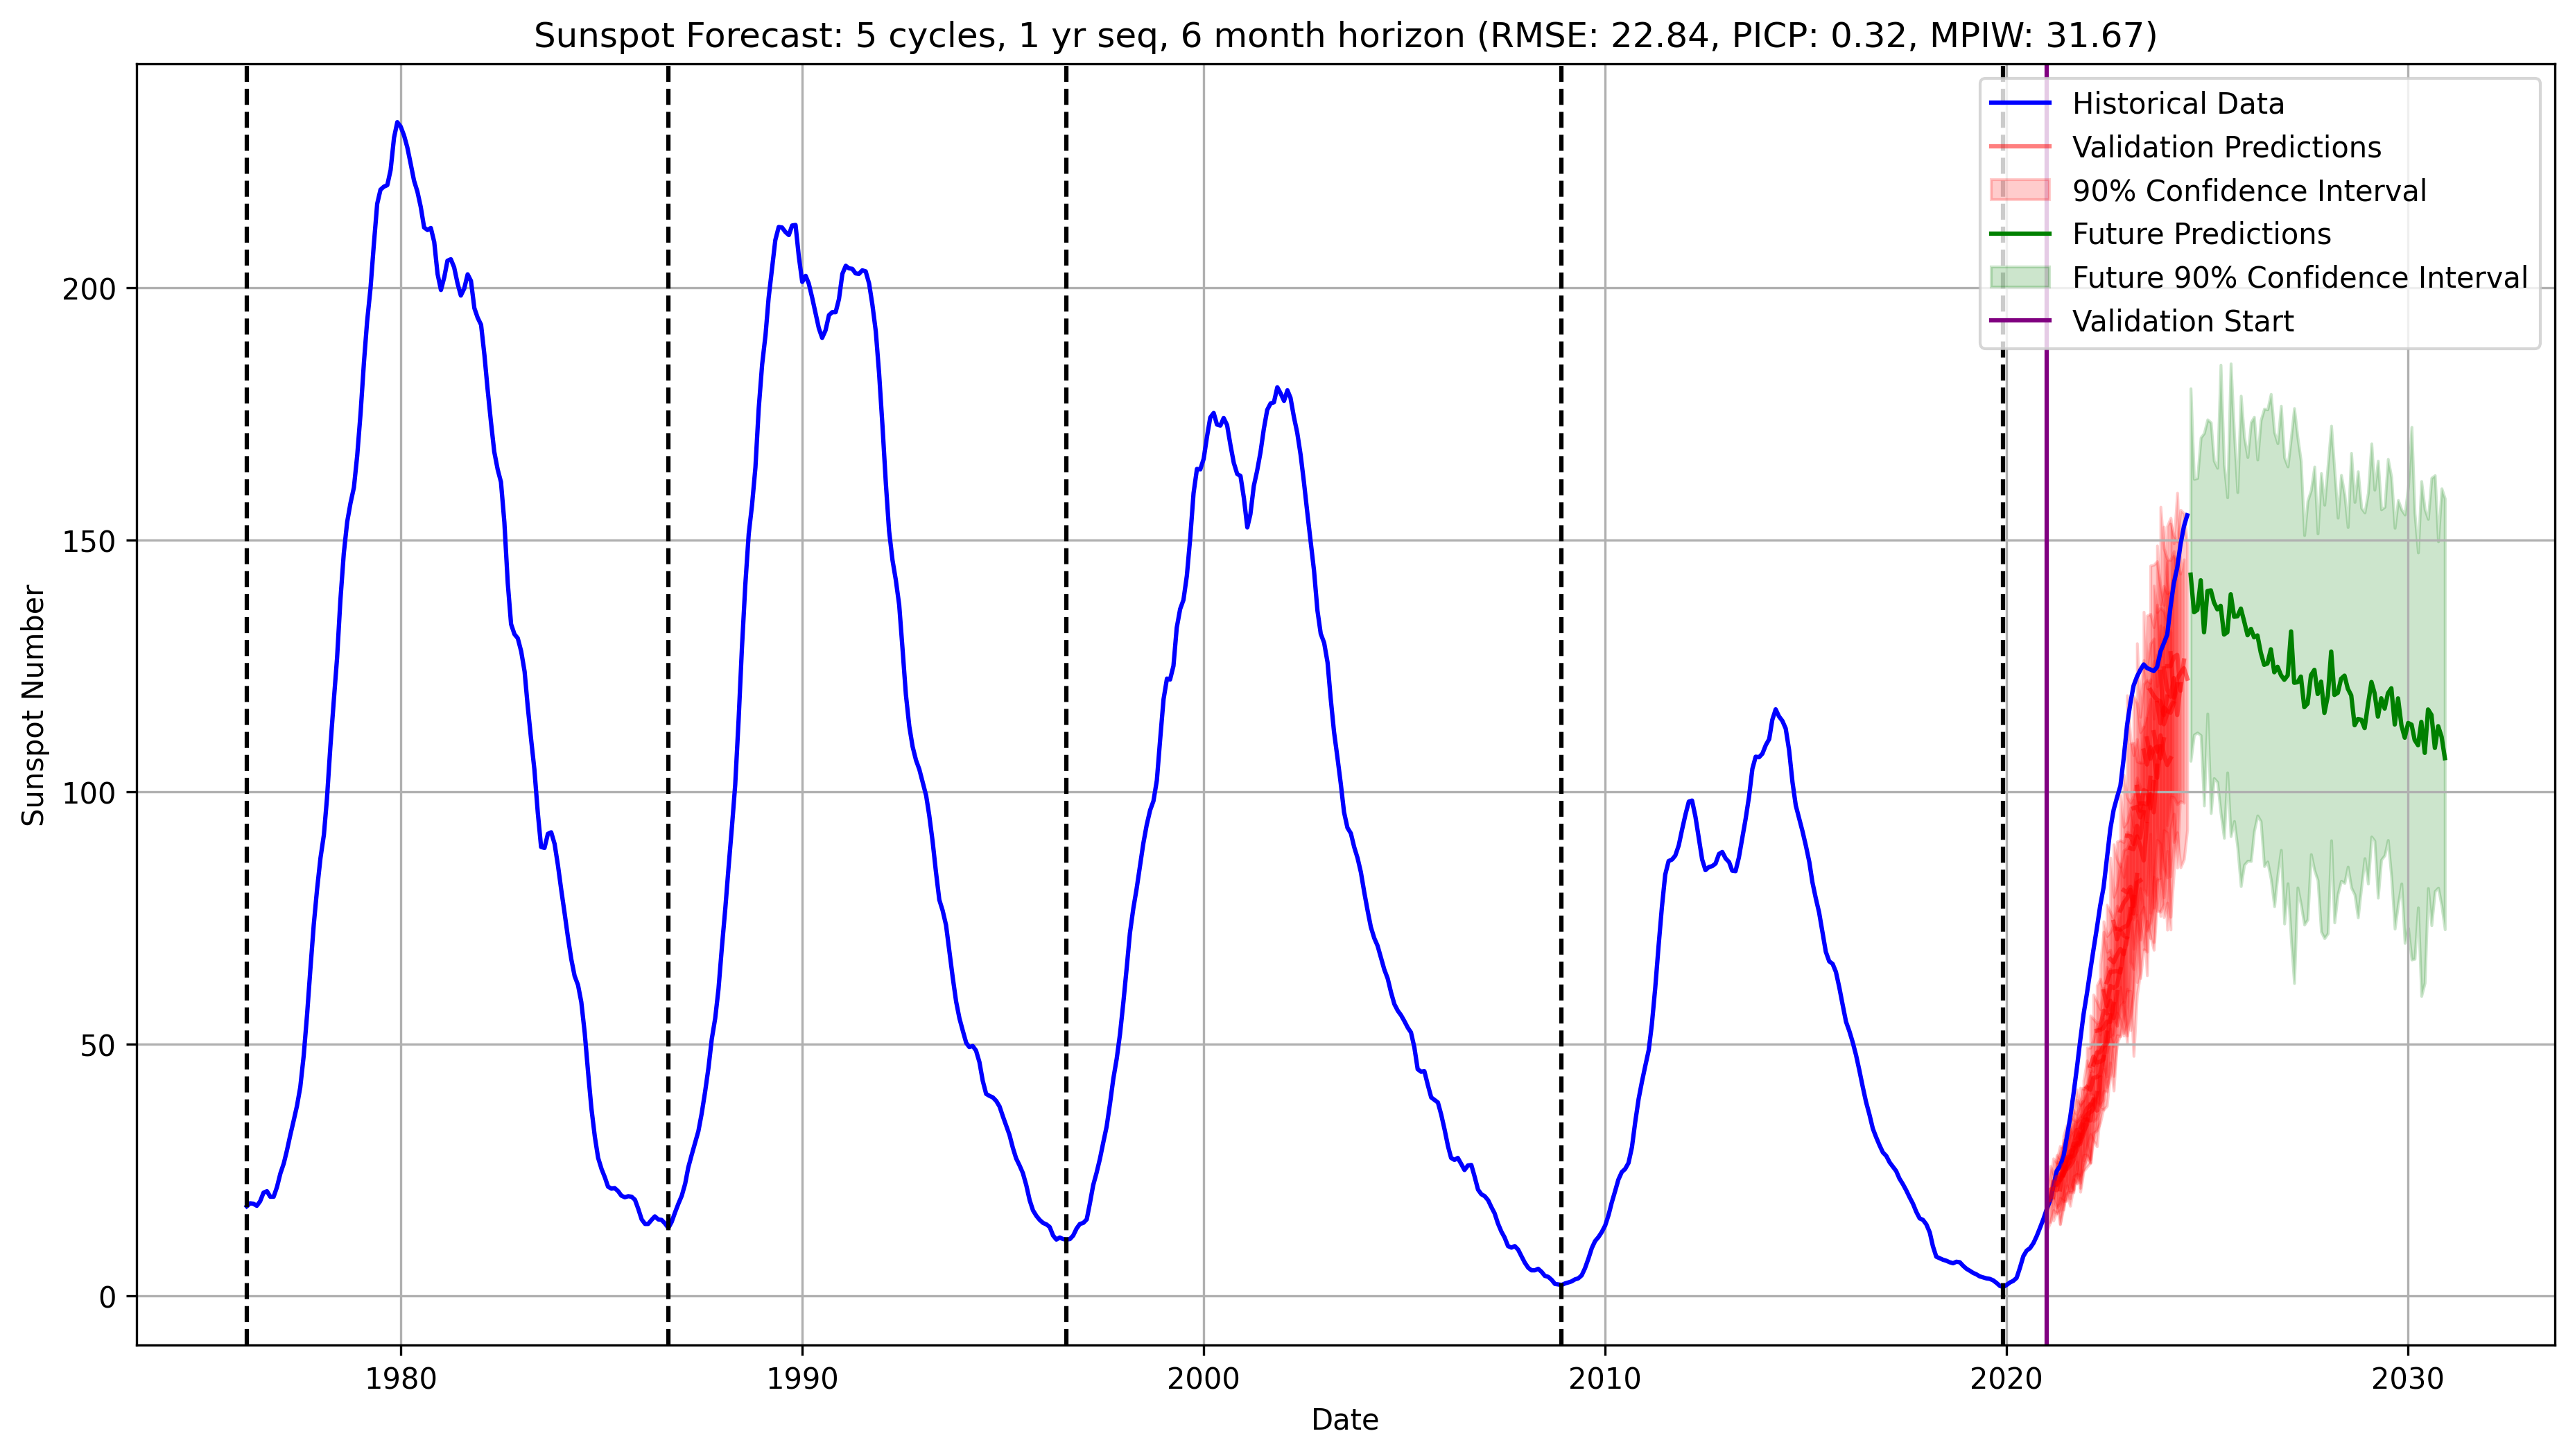 Sunspot Forecast: 5 cycles, 1 yr seq, 6 month horizon (RMSE: 22.84, PICP: 0.32, MPIW: 31.67)
Historical Data
Validation Predictions
90% Confidence Interval
Future Predictions
Future 90% Confidence Interval
Validation Start
Sunspot Number
200
150
100
50
0
1980 1990 2000 2010 2020 2030
Date